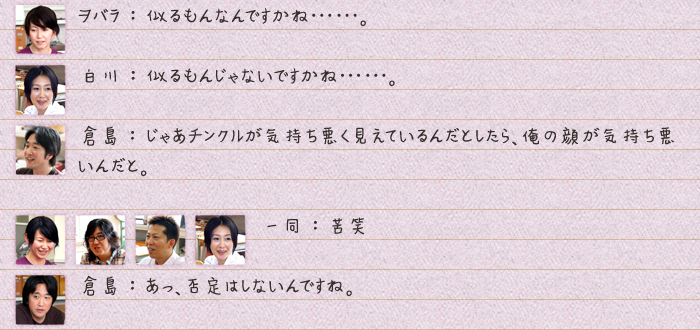 ヲバラ：似るもんなんですかね……。
白川：似るもんじゃないですかね……。
倉島：じゃあチンクルが気持ち悪く見えているんだとしたら、俺の顔が気持ち悪
いんだと。
一同：苦笑
倉島：あっ、否定はしないんですね。